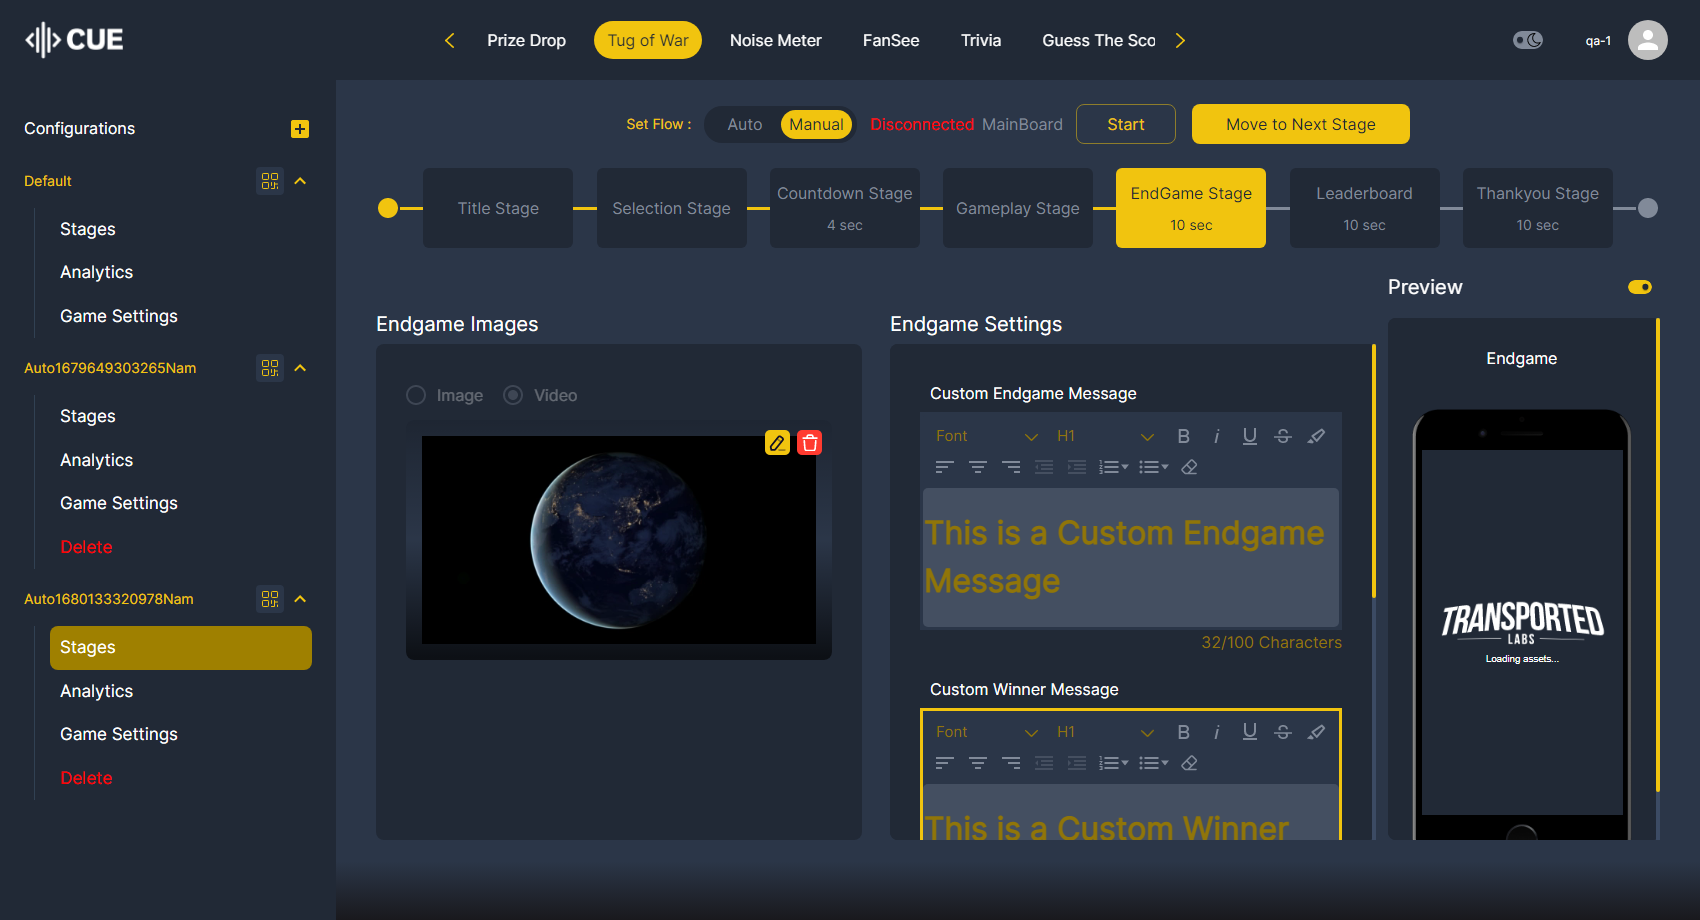 CUE
Prize Drop
Tug of War
Noise Meter
FanSee
Trivia
Guess The Sco
qa-1
Configurations
Set Flow :
Auto
Manual
Disconnected
MainBoard
Start
Move to Next Stage
Default
Stages
Analytics
Game Settings
Auto1679649303265Nam
Stages
Analytics
Game Settings
Delete
Auto1680133320978Nam
Stages
Analytics
Game Settings
Delete
Title Stage
Selection Stage
Countdown Stage
4 sec
Gameplay Stage
EndGame Stage
10 sec
Leaderboard
10 sec
Thankyou Stage
10 sec
Endgame Images
Image
Video
Endgame Settings
Custom Endgame Message
Font
H1
B
i
U
S
This is a Custom Endgame
Message
32/100 Characters
Custom Winner Message
Font
H1
B
i
U
S
This is a Custom Winner
Preview
Endgame
TRANSPORTED
LABS
Loading assets...